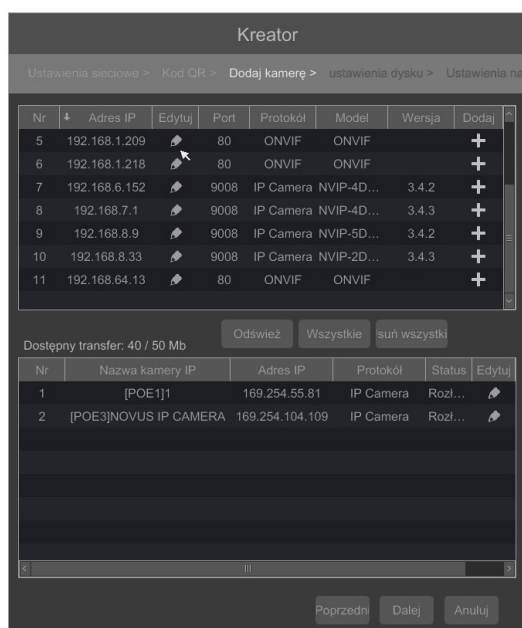 Kreator
Ustawienia sieciowe > Kod QR > Dodaj kamerę > ustawienia dysku > Ustawienia na
Nr Adres IP Edytuj Port Protokół Model Wersja Dodaj
5 192.168.1.209 80 ONVIF ONVIF
6 192.168.1.218 80 ONVIF ONVIF
7 192.168.6.152 9008 IP Camera NVIP-4D... 3.4.2
8 192.168.7.1 9008 IP Camera NVIP-4D... 3.4.3
9 192.168.8.9 9008 IP Camera NVIP-5D... 3.4.2
10 192.168.8.33 9008 IP Camera NVIP-2D... 3.4.3
11 192.168.64.13 80 ONVIF ONVIF
Odśwież Wszystkie suń wszystki
Dostępny transfer: 40 / 50 Mb
Nr Nazwa kamery IP Adres IP Protokół Status Edytuj
1 [POE1]1 169.254.55.81 IP Camera Rozł...
2 [POE3]NOVUS IP CAMERA 169.254.104.109 IP Camera Rozł...
Poprzedni Dalej Anuluj